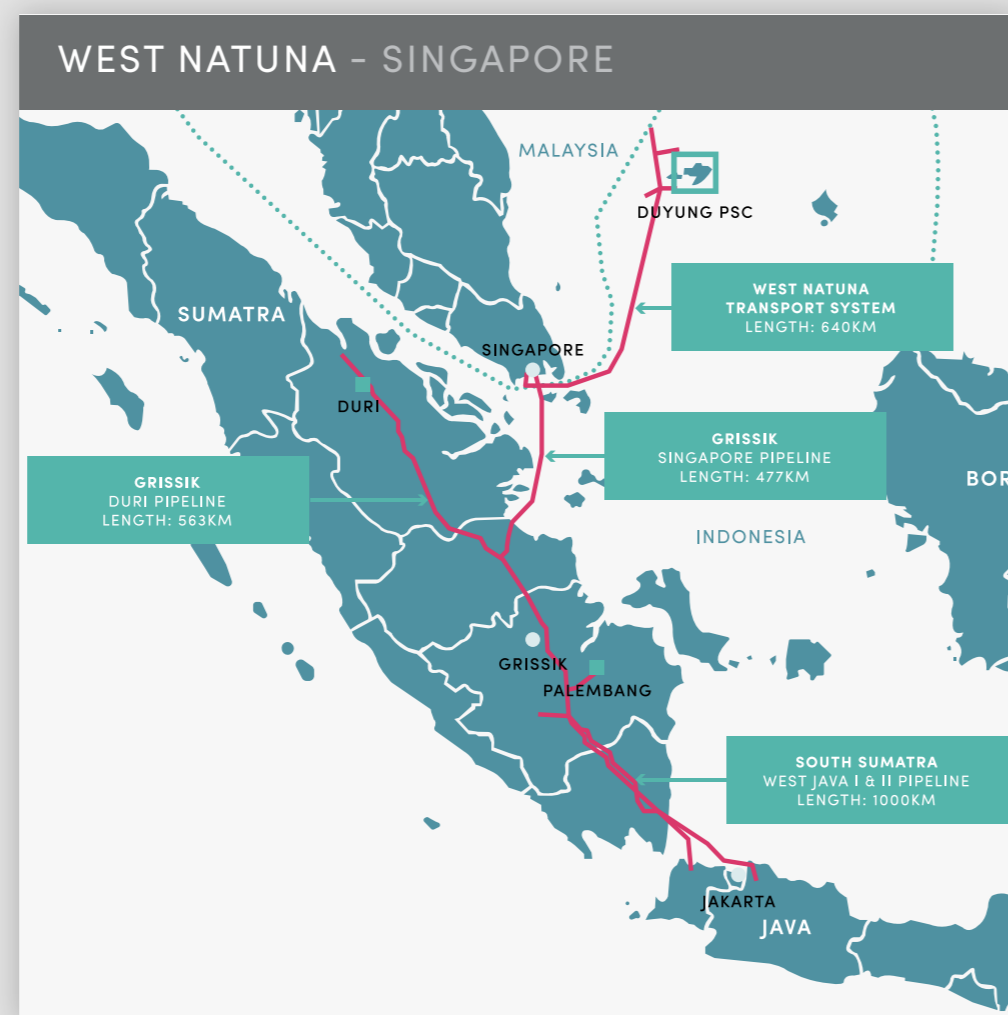 WEST NATUNA - SINGAPORE
MALAYSIA
DUYUNG PSC
WEST NATUNA
TRANSPORT SYSTEM
LENGTH: 640KM
SUMATRA
SINGAPORE
DURI
GRISSIK
SINGAPORE PIPELINE
LENGTH: 477KM
BOR
GRISSIK
DURI PIPELINE
LENGTH: 563KM
INDONESIA
GRISSIK
PALEMBANG
SOUTH SUMATRA
WEST JAVA I & II PIPELINE
LENGTH: 1000KM
JAKARTA
JAVA